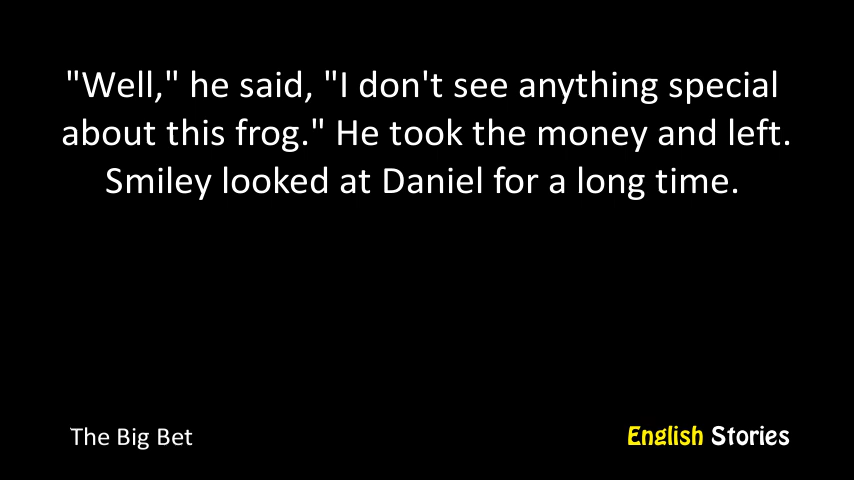 "Well," he said, "I don't see anything special
about this frog." He took the money and left.
Smiley looked at Daniel for a long time.
The Big Bet
English Stories